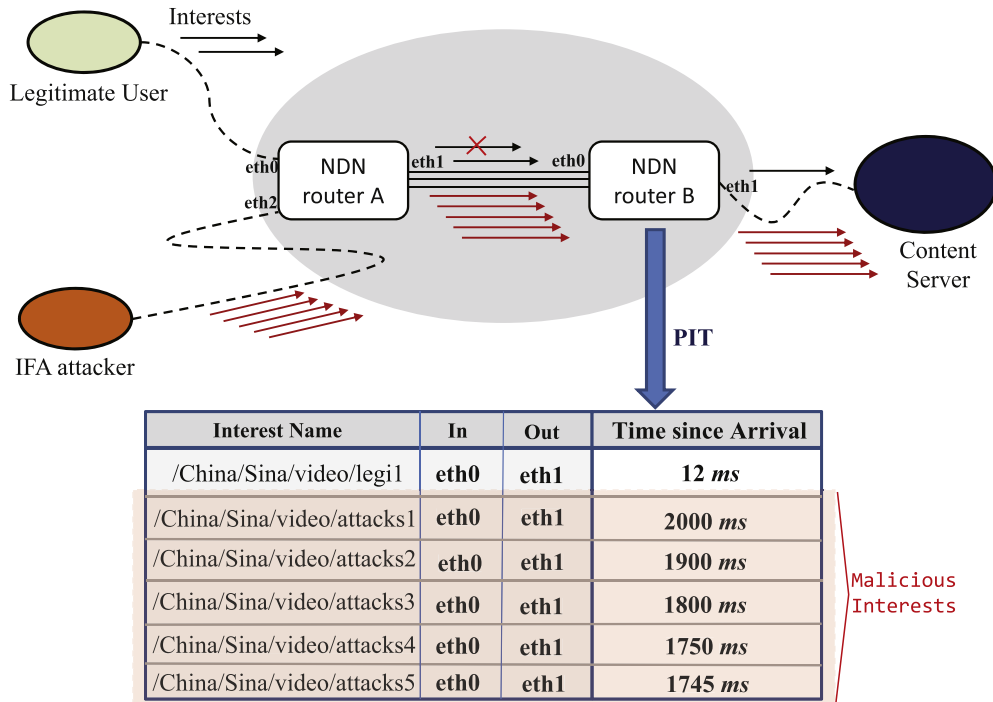 Interests
Legitimate User
eth0
NDN
router A
eth1
eth0
NDN
router B
eth1
eth2
Content
Server
IFA attacker
PIT
Interest Name In Out Time since Arrival
/China/Sina/video/legi1 eth0 eth1 12 ms
/China/Sina/video/attacks1 eth0 eth1 2000 ms
/China/Sina/video/attacks2 eth0 eth1 1900 ms
/China/Sina/video/attacks3 eth0 eth1 1800 ms
/China/Sina/video/attacks4 eth0 eth1 1750 ms
/China/Sina/video/attacks5 eth0 eth1 1745 ms
Malicious
Interests